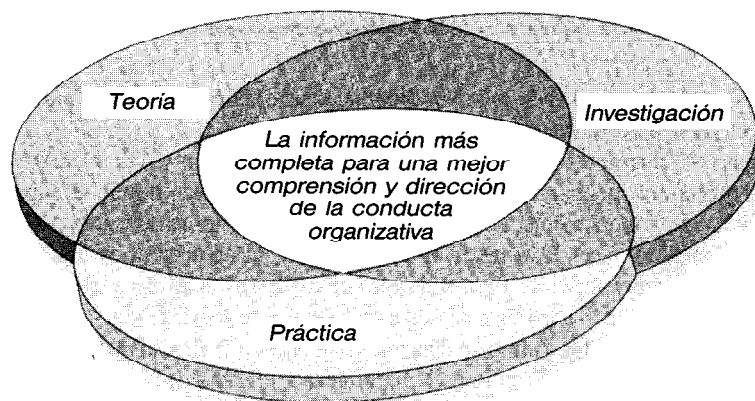 Teoría
Investigación
La información más
completa para una mejor
comprensión y dirección
de la conducta
organizativa
Práctica